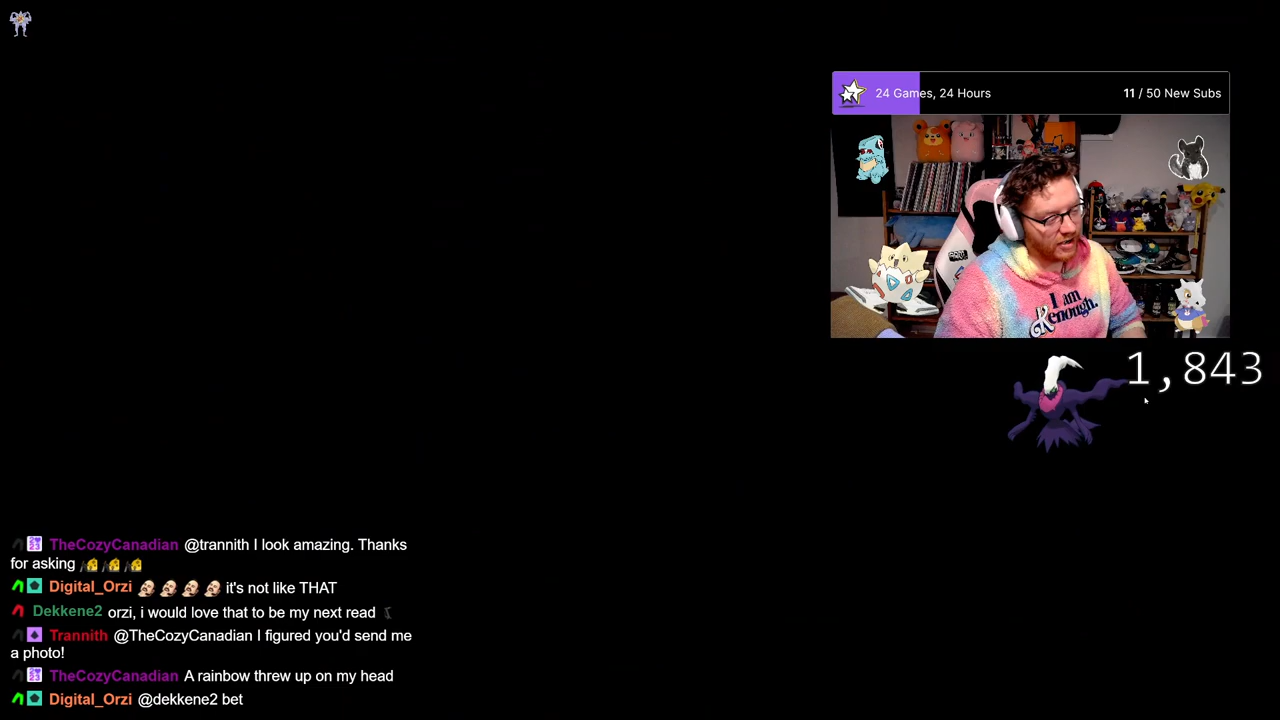 24 Games, 24 Hours
11 / 50 New Subs
I am
Kenough.
1,843
TheCozyCanadian @trannith I look amazing. Thanks
for asking
Digital_Orzi it's not like THAT
Dekkene2 orzi, i would love that to be my next read
Trannith @TheCozyCanadian I figured you'd send me
a photo!
TheCozyCanadian A rainbow threw up on my head
Digital_Orzi @dekkene2 bet